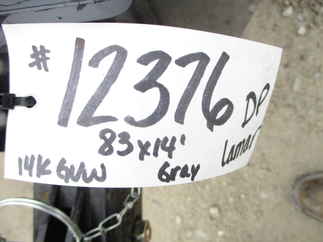 # 12376
DP
83x14'
Lamar
14K GVW Gray